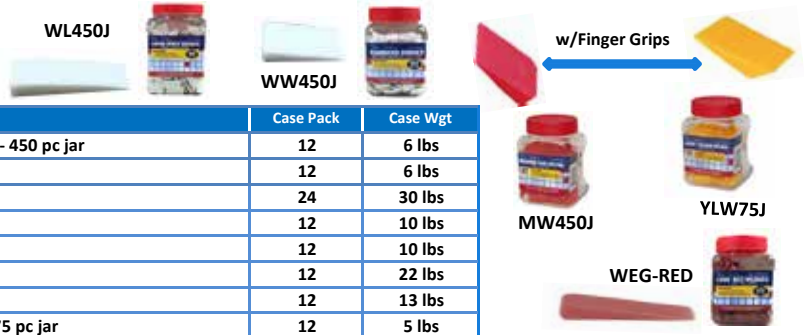 WL450J
WW450J
w/Finger Grips
MW450J
YLW75J
WEG-RED
Case Pack Case Wgt
- 450 pc jar 12 6 lbs
12 6 lbs
24 30 lbs
12 10 lbs
12 10 lbs
12 22 lbs
12 13 lbs
75 pc jar 12 5 lbs